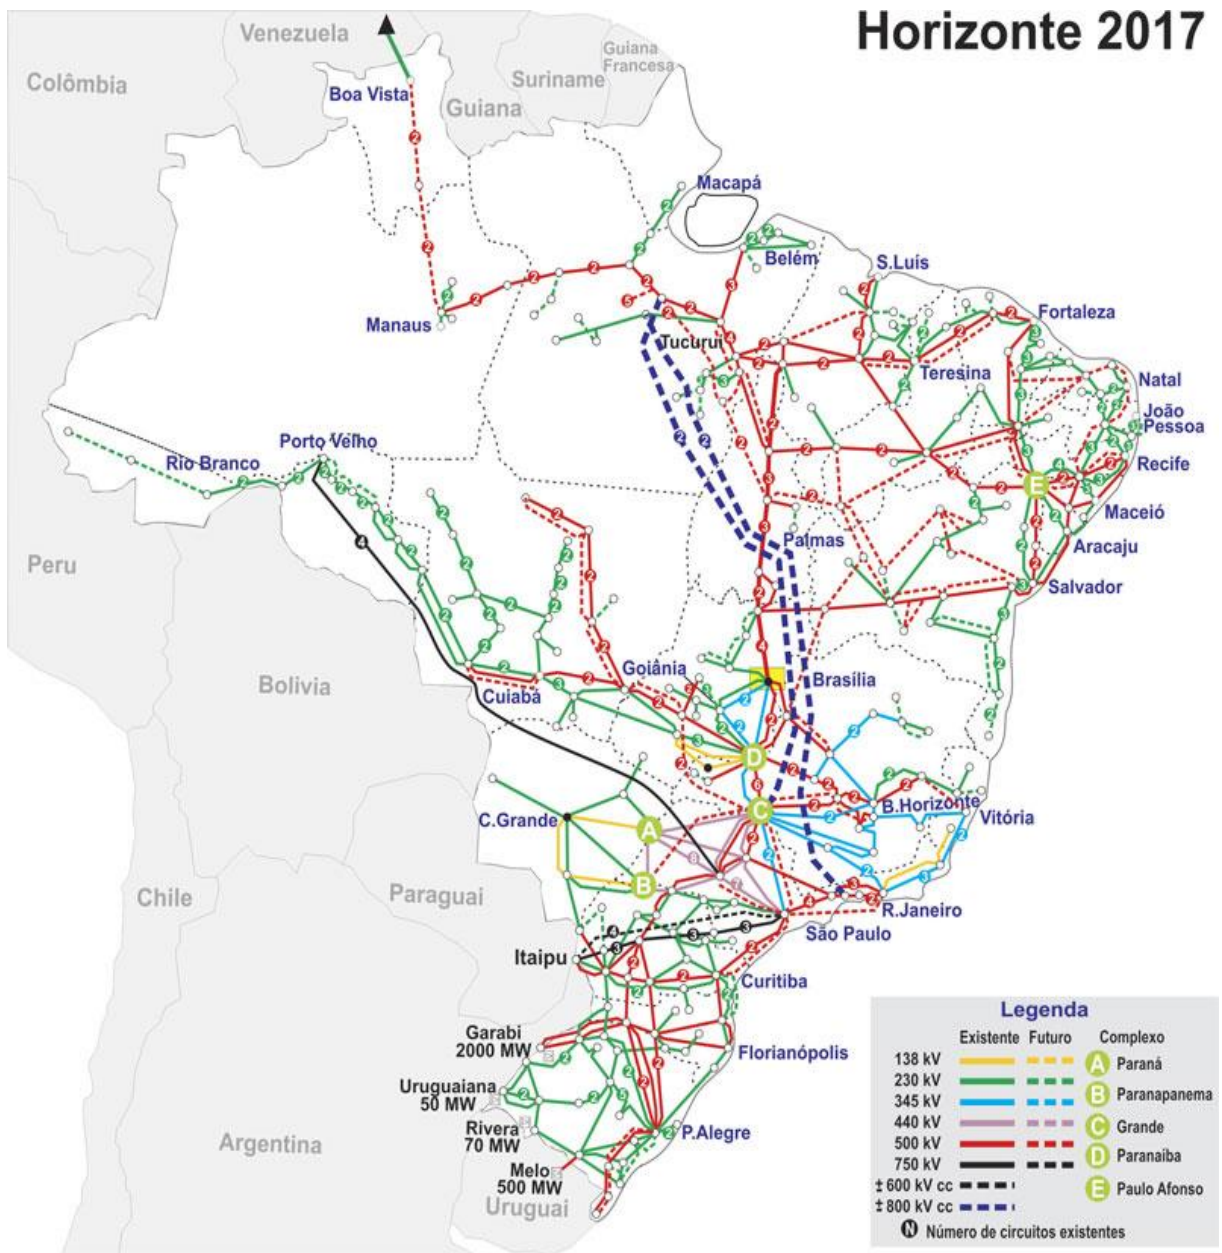 Horizonte 2017
Venezuela
Guiana
Francesa
Suriname
Colômbia
Boa Vista
Guiana
Macapá
Belém
S.Luís
Manaus
Fortaleza
Tucuruí
Teresina
Natal
João
Pessoa
Porto Velho
Rio Branco
Recife
E
Maceió
Palmas
Aracaju
Peru
Salvador
Goiânia
Brasília
Bolivia
Cuiabá
D
B.Horizonte
C
Vitória
C.Grande
A
B
Chile
Paraguai
R.Janeiro
São Paulo
Itaipu
Curitiba
Garabi
2000 MW
Florianópolis
Uruguaiana
50 MW
Rivera
70 MW
P.Alegre
Argentina
Melo
500 MW
Uruguai
Legenda
Existente Futuro Complexo
138 kV A Paraná
230 kV
345 kV B Paranapanema
440 kV C Grande
500 kV
750 kV D Paranaíba
± 600 kV cc
± 800 kV cc E Paulo Afonso
N Número de circuitos existentes